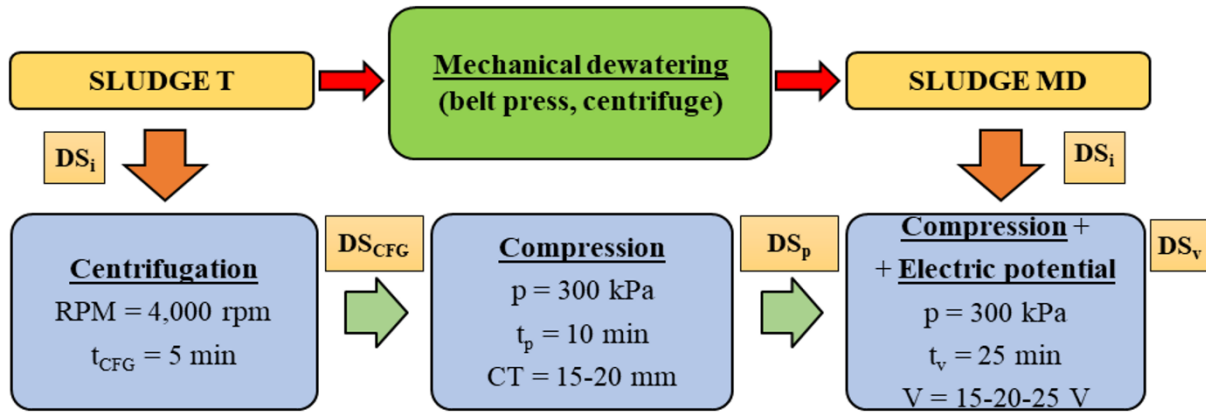 SLUDGE T
Mechanical dewatering
(belt press, centrifuge)
SLUDGE MD
DSi
DSi
Centrifugation
RPM = 4,000 rpm
tCFG = 5 min
DSCFG
Compression
p = 300 kPa
tp = 10 min
CT = 15-20 mm
DSp
Compression +
+ Electric potential
p = 300 kPa
tv = 25 min
V = 15-20-25 V
DSv